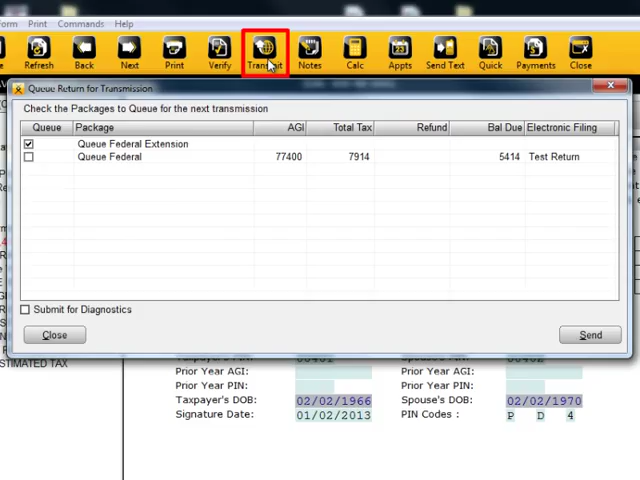 Form Print Commands Help
Refresh Back Next Print Verify Transmit Notes Calc Appts Send Text Quick Payments Close
Queue Return for Transmission
Check the Packages to Queue for the next transmission
Queue Package AGI Total Tax Refund Bal Due Electronic Filing
Queue Federal Extension
Queue Federal 77400 7914 5414 Test Return
Submit for Diagnostics
Close Send
STIMATED TAX
Prior Year AGI: Prior Year AGI:
Prior Year PIN: Prior Year PIN:
Taxpayer's DOB: 02/02/1966 Spouse's DOB: 02/02/1970
Signature Date: 01/02/2013 PIN Codes : P D 4